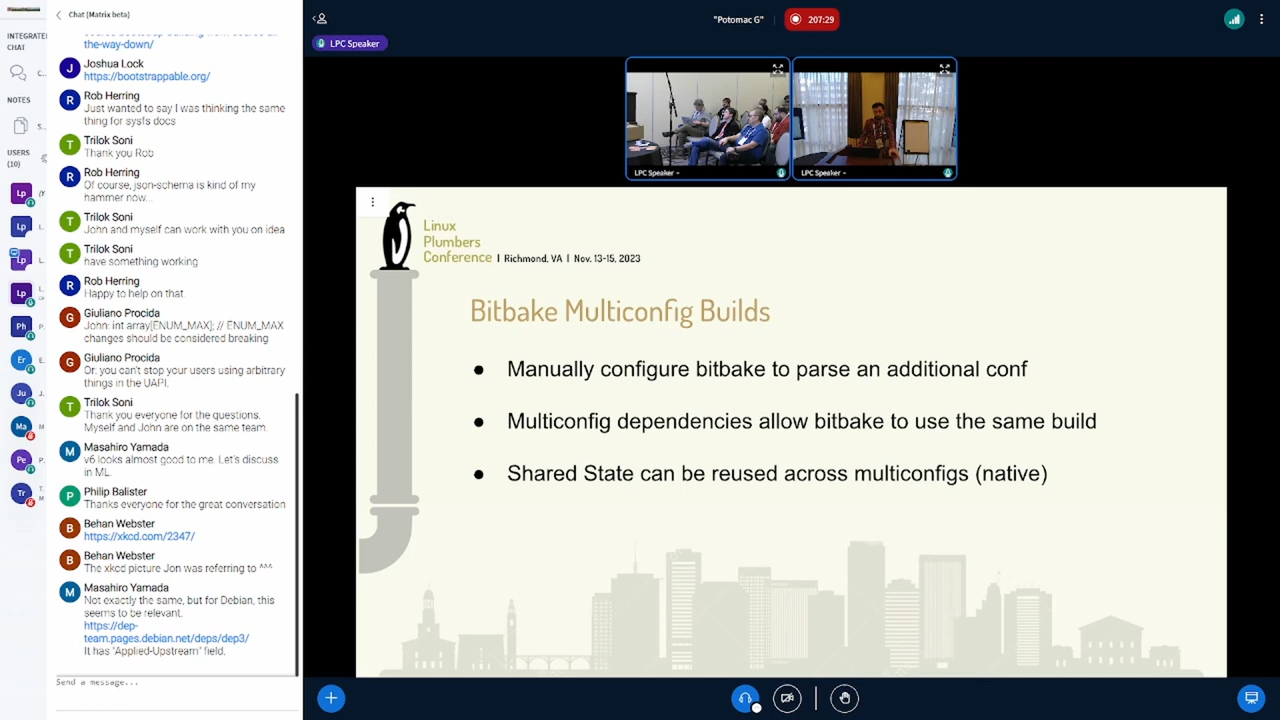 Chat (Matrix beta)
"Potomac G"
207:29
LPC Speaker
INTEGRATE
CHAT
NOTES
USERS
(10)
the-way-down/
Joshua Lock
https://bootstrappable.org/
Rob Herring
Just wanted to say I was thinking the same
thing for sysfs docs
Trilok Soni
Thank you Rob
Rob Herring
Of course, json-schema is kind of my
hammer now...
Trilok Soni
John and myself can work with you on idea
Trilok Soni
have something working
Rob Herring
Happy to help on that.
Giuliano Procida
John: int array[ENUM_MAX]; // ENUM_MAX
changes should be considered breaking
Giuliano Procida
Or: you can't stop your users using arbitrary
things in the UAPI.
Trilok Soni
Thank you everyone for the questions.
Myself and John are on the same team.
Masahiro Yamada
v6 looks almost good to me. Let's discuss
in ML.
Philip Balister
Thanks everyone for the great conversation
Behan Webster
https://xkcd.com/2347/
Behan Webster
The xkcd picture Jon was referring to ^^^
Masahiro Yamada
Not exactly the same, but for Debian, this
seems to be relevant.
https://dep-
team.pages.debian.net/deps/dep3/
It has 'Applied-Upstream' field.
Send a message...
LPC Speaker
LPC Speaker
Linux
Plumbers
Conference | Richmond, VA | Nov. 13-15, 2023
Bitbake Multiconfig Builds
● Manually configure bitbake to parse an additional conf
● Multiconfig dependencies allow bitbake to use the same build
● Shared State can be reused across multiconfigs (native)